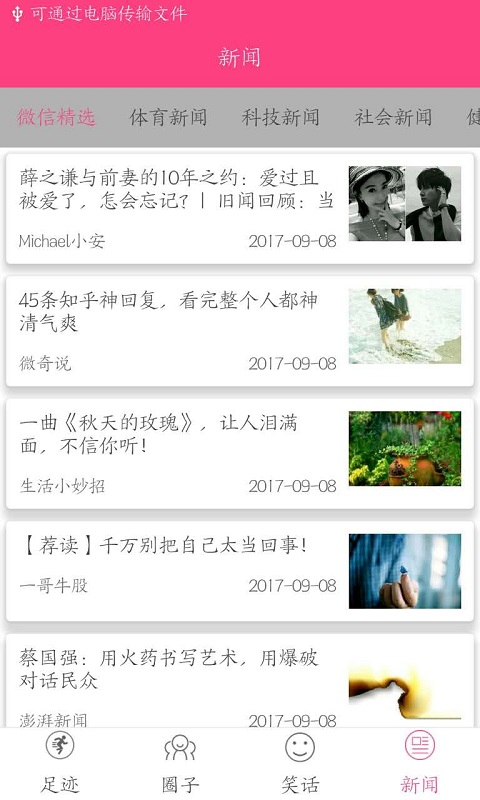 可通过电脑传输文件
新闻
微信精选 体育新闻 科技新闻 社会新闻 健
薛之谦与前妻的10年之约：爱过且
被爱了，怎会忘记？| 旧闻回顾：当
Michael小安 2017-09-08
45条知乎神回复，看完整个人都神
清气爽
微奇说 2017-09-08
一曲《秋天的玫瑰》，让人泪满
面，不信你听！
生活小妙招 2017-09-08
【荐读】千万别把自己太当回事！
一哥牛股 2017-09-08
蔡国强：用火药书写艺术，用爆破
对话民众
澎湃新闻 2017-09-08
足迹 圈子 笑话 新闻